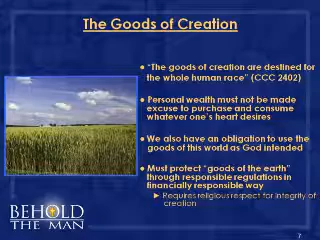 The Goods of Creation
● “The goods of creation are destined for
the whole human race” (CCC 2402)
● Personal wealth must not be made
excuse to purchase and consume
whatever one’s heart desires
● We also have an obligation to use the
goods of this world as God intended
● Must protect “goods of the earth”
through responsible regulations in
financially responsible way
► Requires religious respect for integrity of
creation
BEHOLD
THE MAN
7